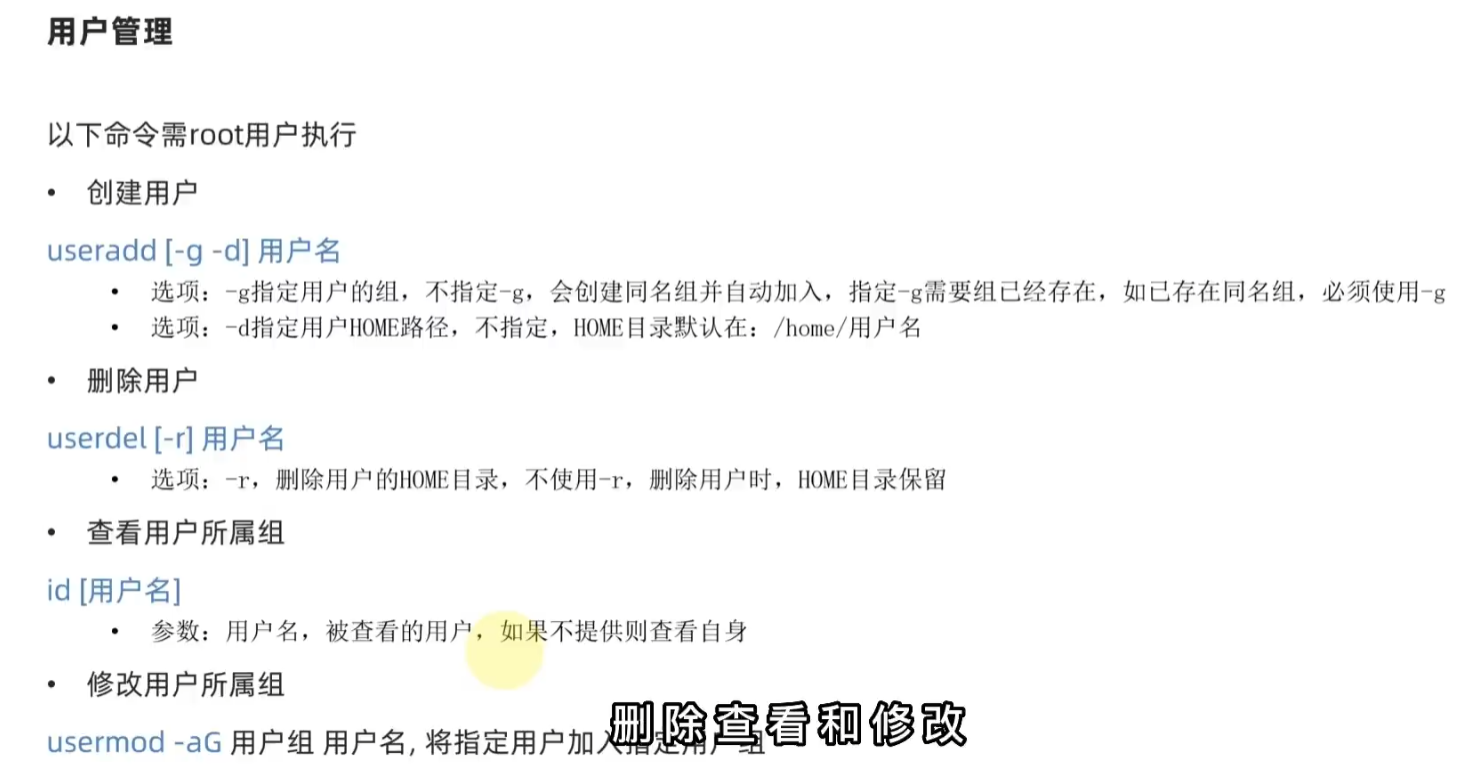 用户管理
以下命令需root用户执行
• 创建用户
useradd [-g -d] 用户名
• 选项：-g指定用户的组，不指定-g，会创建同名组并自动加入，指定-g需要组已经存在，如已存在同名组，必须使用-g
• 选项：-d指定用户HOME路径，不指定，HOME目录默认在：/home/用户名
• 删除用户
userdel [-r] 用户名
• 选项：-r，删除用户的HOME目录，不使用-r，删除用户时，HOME目录保留
• 查看用户所属组
id [用户名]
• 参数：用户名，被查看的用户，如果不提供则查看自身
• 修改用户所属组
usermod -aG 用户组 用户名, 将指定用户加入指定用户组
删除查看和修改